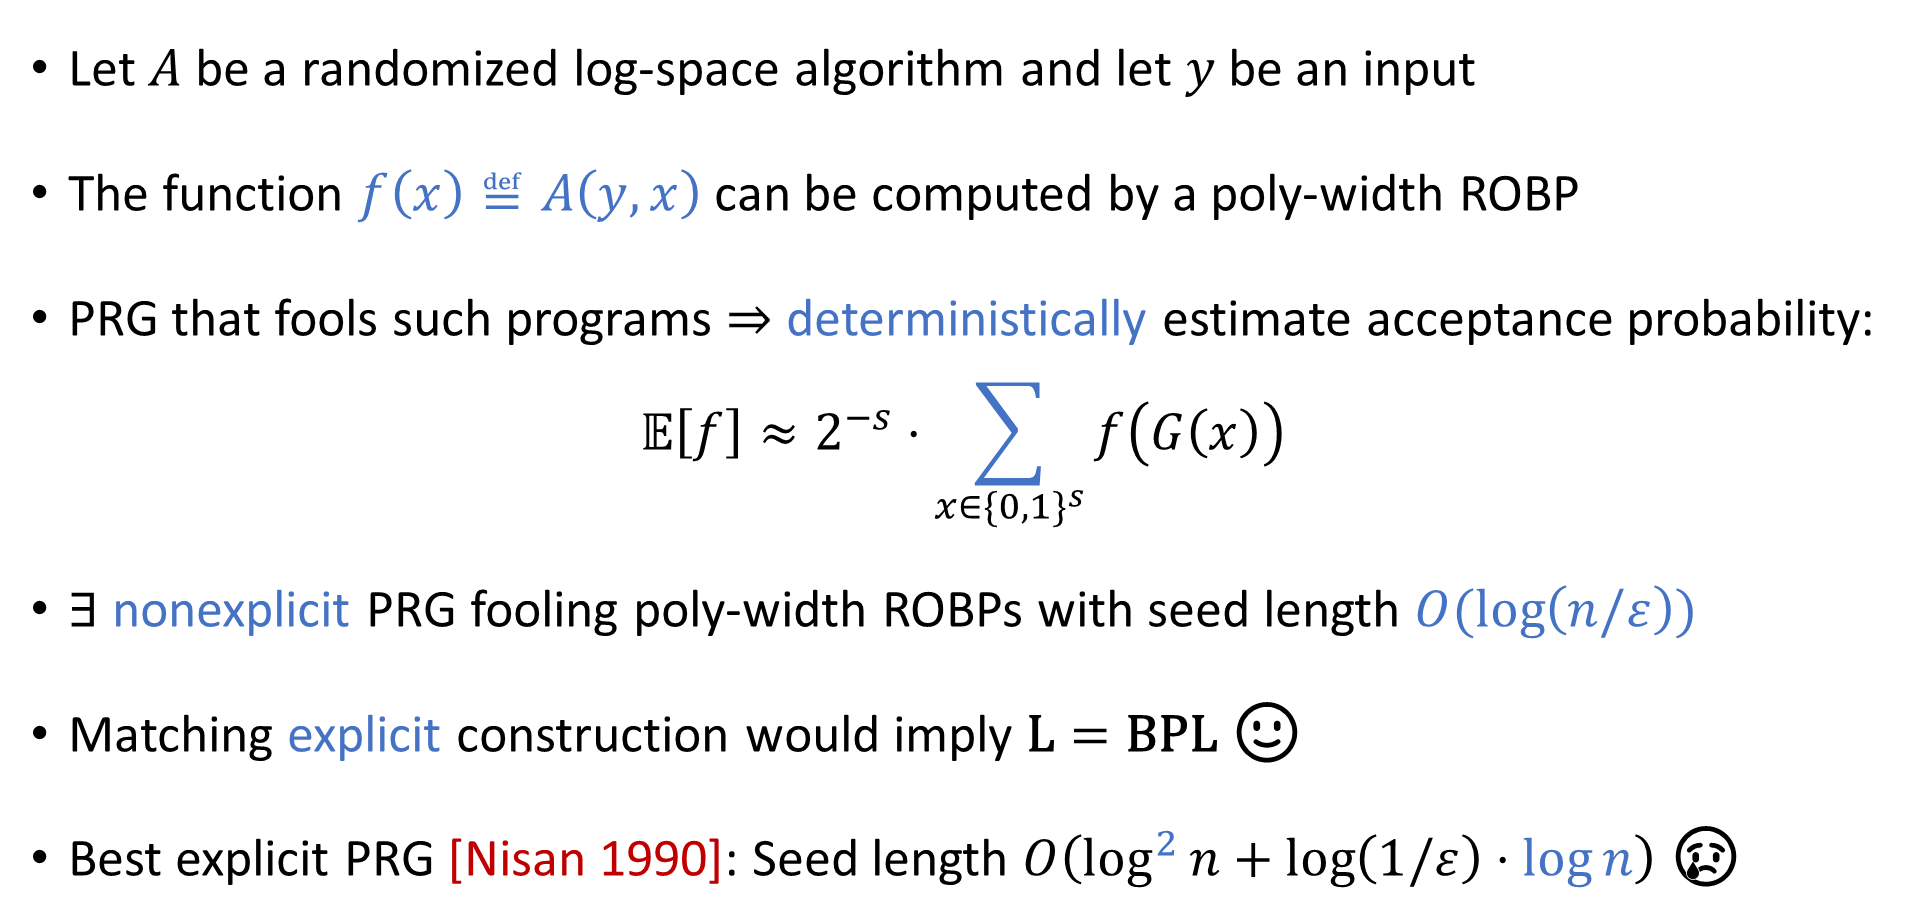 • Let A be a randomized log-space algorithm and let y be an input
• The function f(x) ≝ A(y, x) can be computed by a poly-width ROBP
• PRG that fools such programs ⇒ deterministically estimate acceptance probability:
𝔼[f] ≈ 2^{−s} · ∑_{x∈{0,1}^s} f(G(x))
• ∃ nonexplicit PRG fooling poly-width ROBPs with seed length O(log(n/ε))
• Matching explicit construction would imply L = BPL ☺
• Best explicit PRG [Nisan 1990]: Seed length O(log² n + log(1/ε) · log n) 😢